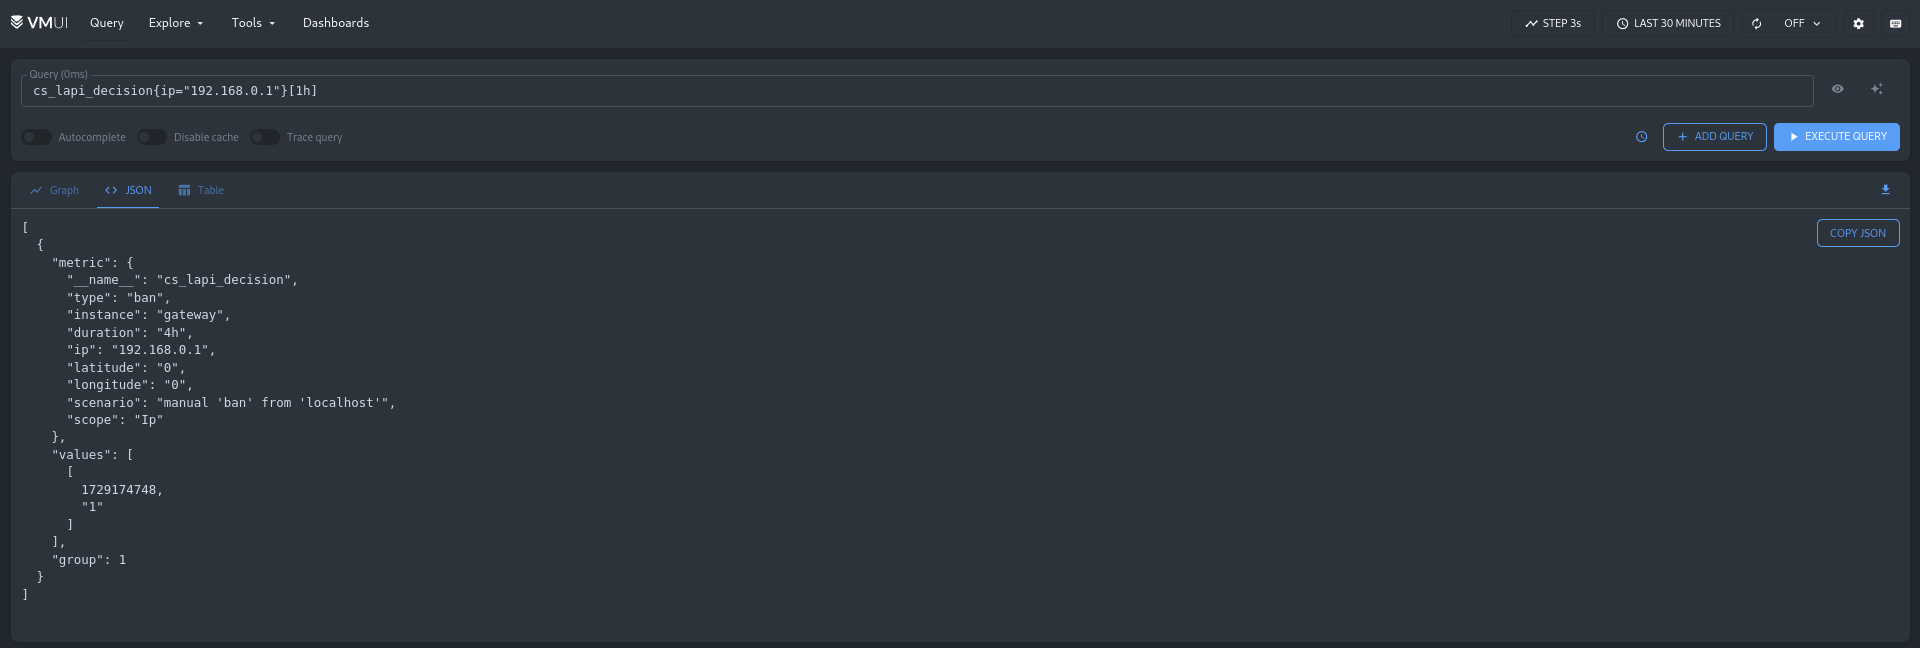 VMUI Query Explore Tools Dashboards STEP 3s LAST 30 MINUTES OFF
Query (0ms)
cs_lapi_decision{ip="192.168.0.1"}[1h]
Autocomplete Disable cache Trace query ADD QUERY EXECUTE QUERY
Graph <> JSON Table
COPY JSON
[
  {
    "metric": {
      "__name__": "cs_lapi_decision",
      "type": "ban",
      "instance": "gateway",
      "duration": "4h",
      "ip": "192.168.0.1",
      "latitude": "0",
      "longitude": "0",
      "scenario": "manual 'ban' from 'localhost'",
      "scope": "Ip"
    },
    "values": [
      [
        1729174748,
        "1"
      ]
    ],
    "group": 1
  }
]